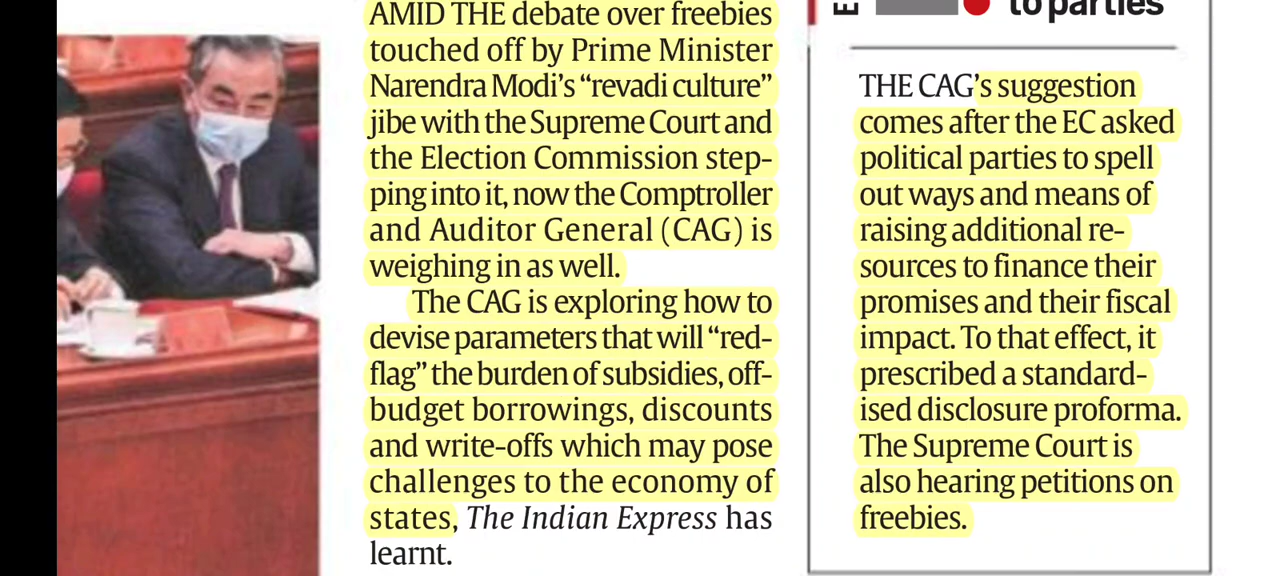 AMID THE debate over freebies
touched off by Prime Minister
Narendra Modi's “revadi culture”
jibe with the Supreme Court and
the Election Commission step-
ping into it, now the Comptroller
and Auditor General (CAG) is
weighing in as well.
The CAG is exploring how to
devise parameters that will “red-
flag” the burden of subsidies, off-
budget borrowings, discounts
and write-offs which may pose
challenges to the economy of
states, The Indian Express has
learnt.
to parties
THE CAG's suggestion
comes after the EC asked
political parties to spell
out ways and means of
raising additional re-
sources to finance their
promises and their fiscal
impact. To that effect, it
prescribed a standard-
ised disclosure proforma.
The Supreme Court is
also hearing petitions on
freebies.